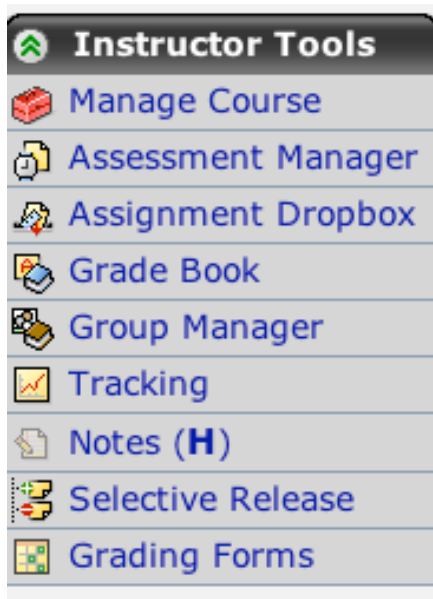 Instructor Tools
Manage Course
Assessment Manager
Assignment Dropbox
Grade Book
Group Manager
Tracking
Notes (H)
Selective Release
Grading Forms